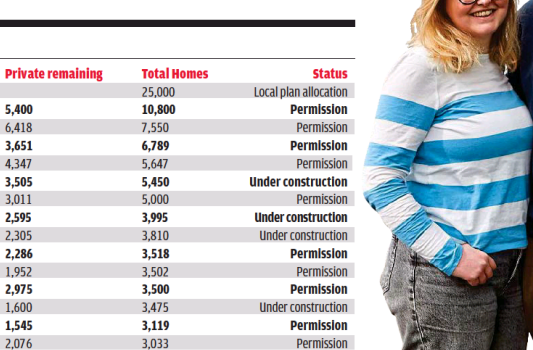 Private remaining Total Homes Status
25,000 Local plan allocation
5,400 10,800 Permission
6,418 7,550 Permission
3,651 6,789 Permission
4,347 5,647 Permission
3,505 5,450 Under construction
3,011 5,000 Permission
2,595 3,995 Under construction
2,305 3,810 Under construction
2,286 3,518 Permission
1,952 3,502 Permission
2,975 3,500 Permission
1,600 3,475 Under construction
1,545 3,119 Permission
2,076 3,033 Permission